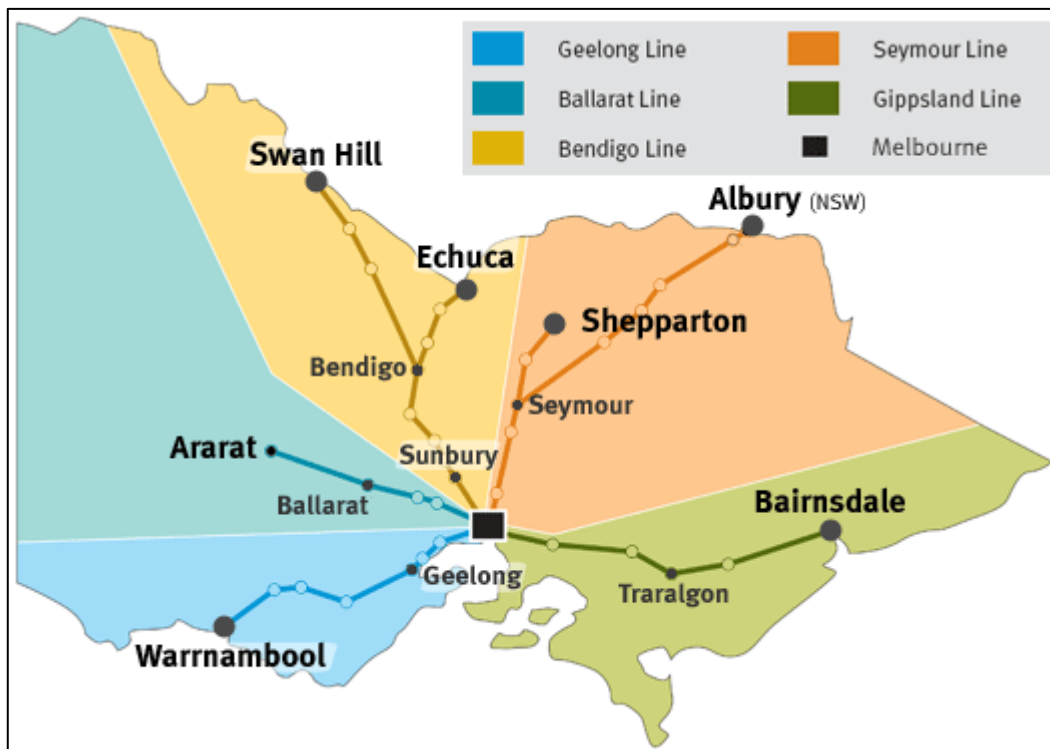 Geelong Line
Ballarat Line
Bendigo Line
Seymour Line
Gippsland Line
Melbourne
Swan Hill
Albury (NSW)
Echuca
Shepparton
Bendigo
Seymour
Ararat
Sunbury
Ballarat
Bairnsdale
Geelong
Traralgon
Warrnambool